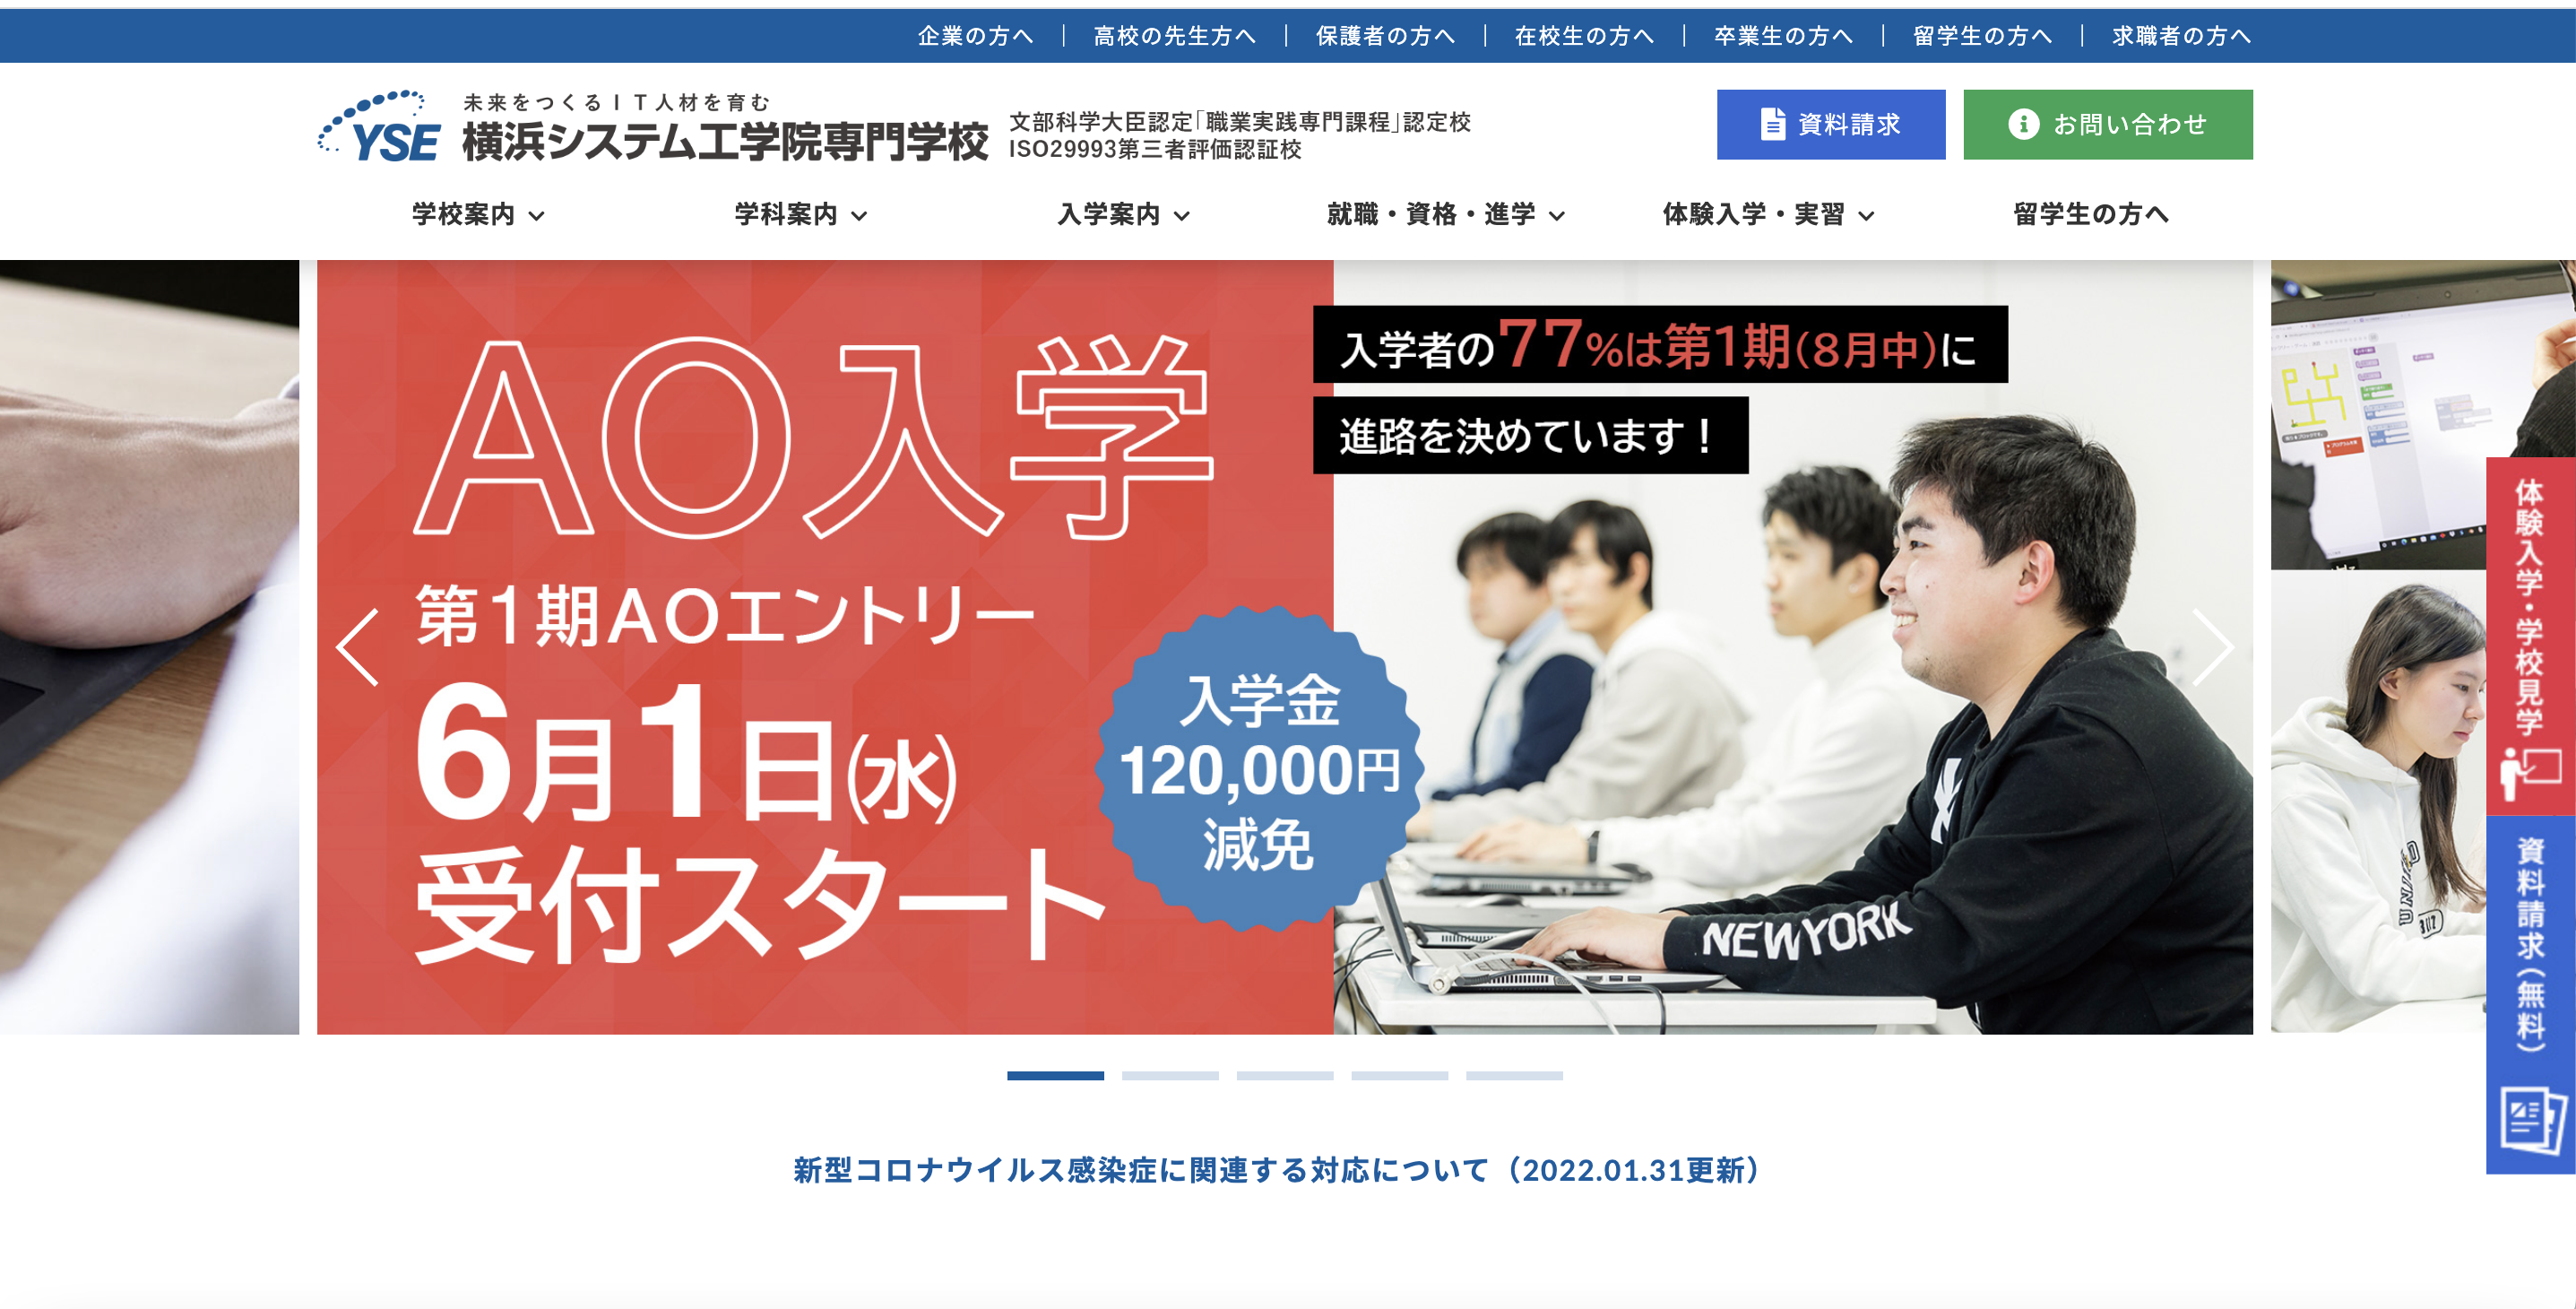 企業の方へ
高校の先生方へ
保護者の方へ
在校生の方へ
卒業生の方へ
留学生の方へ
求職者の方へ
YSE
未来をつくるIT人材を育む
横浜システム工学院専門学校
文部科学大臣認定「職業実践専門課程」認定校
ISO29993第三者評価認証校
資料請求
お問い合わせ
学校案内
学科案内
入学案内
就職・資格・進学
体験入学・実習
留学生の方へ
AO入学
第1期AOエントリー
6月1日(水)
受付スタート
入学金
120,000円
減免
入学者の77%は第1期(8月中)に
進路を決めています！
NEWYORK
体験入学・学校見学
資料請求(無料)
新型コロナウイルス感染症に関連する対応について（2022.01.31更新）